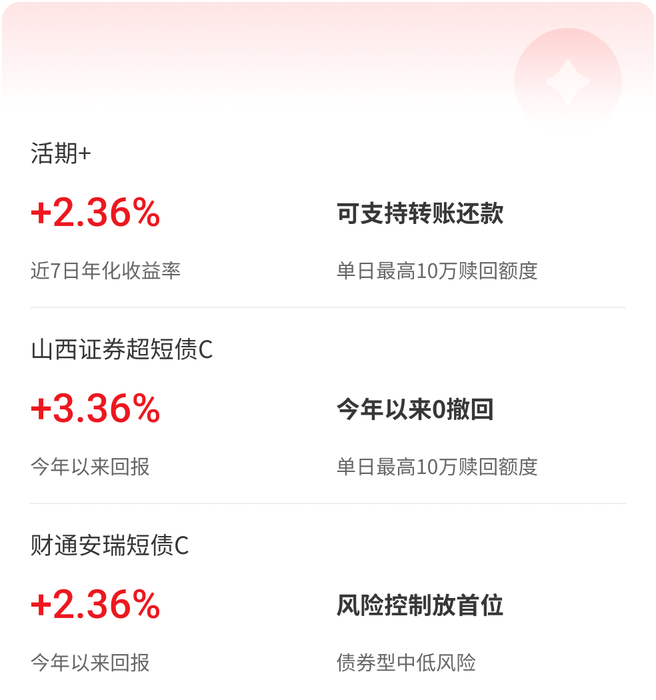 活期+
+2.36%
可支持转账还款
近7日年化收益率
单日最高10万赎回额度
山西证券超短债C
+3.36%
今年以来0撤回
今年以来回报
单日最高10万赎回额度
财通安瑞短债C
+2.36%
风险控制放首位
今年以来回报
债券型中低风险